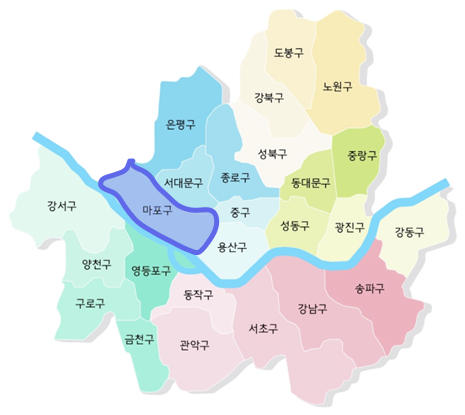 도봉구
노원구
강북구
은평구
성북구
중랑구
서대문구
종로구
동대문구
강서구
마포구
중구
성동구
광진구
강동구
용산구
양천구
영등포구
동작구
송파구
구로구
강남구
서초구
금천구
관악구